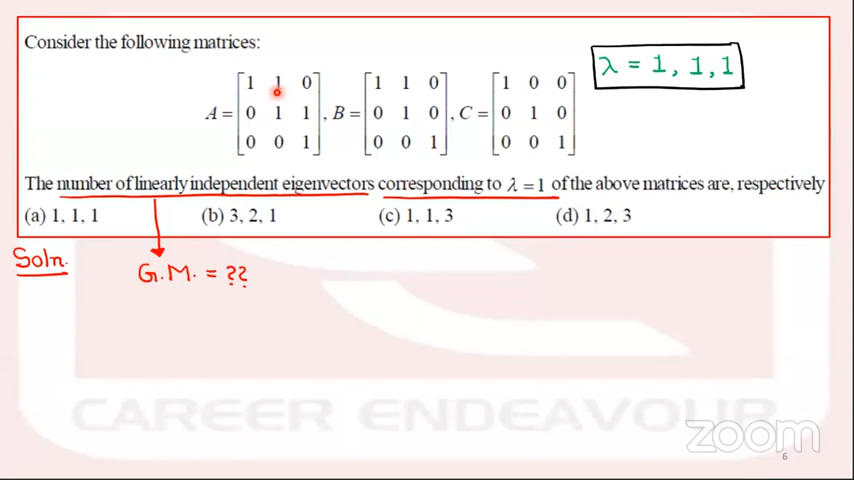 Consider the following matrices:
λ = 1, 1, 1
A = [1 1 0; 0 1 1; 0 0 1], B = [1 1 0; 0 1 0; 0 0 1], C = [1 0 0; 0 1 0; 0 0 1]
The number of linearly independent eigenvectors corresponding to λ = 1 of the above matrices are, respectively
(a) 1, 1, 1 (b) 3, 2, 1 (c) 1, 1, 3 (d) 1, 2, 3
Soln.
G.M. = ??
CAREER ENDEAVOUR
zoom
6